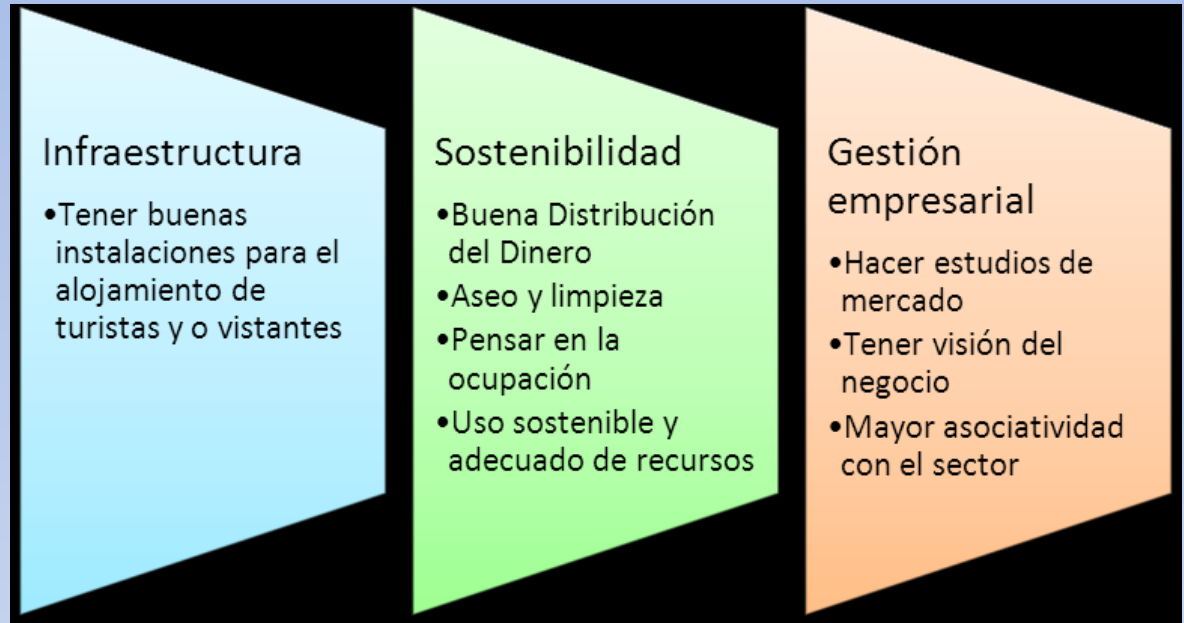 Infraestructura
•Tener buenas
instalaciones para el
alojamiento de
turistas y o vistantes
Sostenibilidad
•Buena Distribución
del Dinero
•Aseo y limpieza
•Pensar en la
ocupación
•Uso sostenible y
adecuado de recursos
Gestión
empresarial
•Hacer estudios de
mercado
•Tener visión del
negocio
•Mayor asociatividad
con el sector